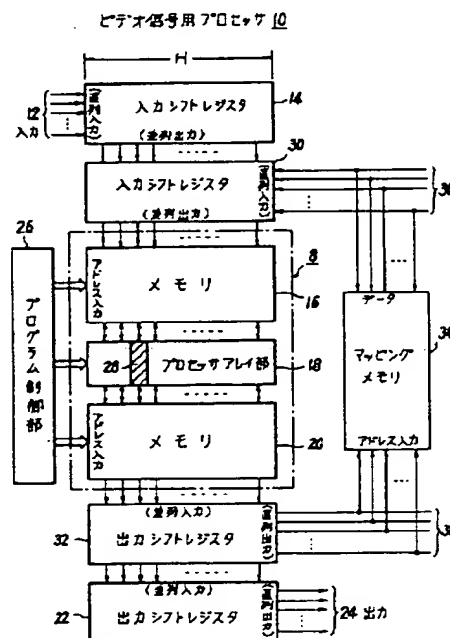 ビデオ信号用プロセッサ 10
H
12
入力
(並列入力)
入力シフトレジスタ
(並列出力)
14
30
入力シフトレジスタ
(並列出力)
(並列入力)
36
26
プログラム制御部
8
アドレス入力
メモリ
16
28
プロセッサアレイ部
18
アドレス入力
メモリ
20
データ
マッピング
メモリ
アドレス入力
(並列入力)
32
出力シフトレジスタ
(並列出力)
(並列入力)
22
出力シフトレジスタ
(並列出力)
24 出力